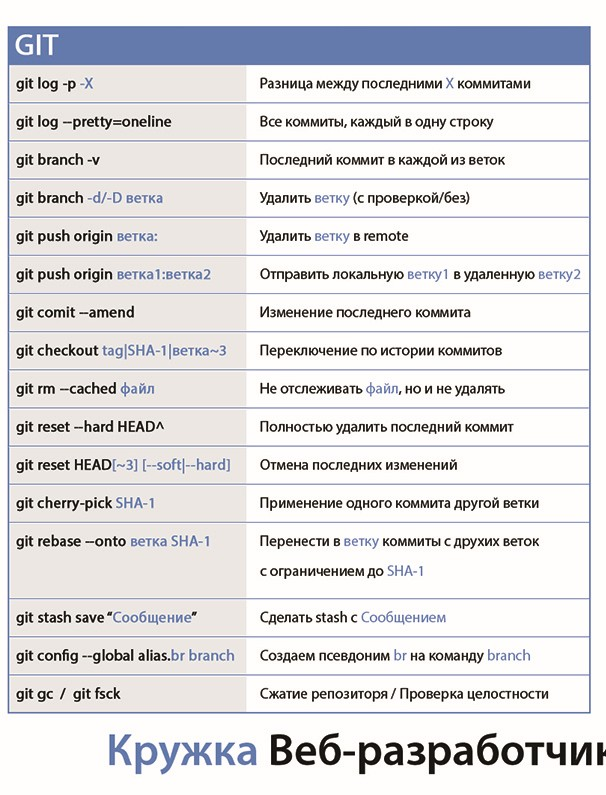 GIT
git log -p -X Разница между последними X коммитами
git log --pretty=oneline Все коммиты, каждый в одну строку
git branch -v Последний коммит в каждой из веток
git branch -d/-D ветка Удалить ветку (с проверкой/без)
git push origin ветка: Удалить ветку в remote
git push origin ветка1:ветка2 Отправить локальную ветку1 в удаленную ветку2
git comit --amend Изменение последнего коммита
git checkout tag|SHA-1|ветка~3 Переключение по истории коммитов
git rm --cached файл Не отслеживать файл, но и не удалять
git reset --hard HEAD^ Полностью удалить последний коммит
git reset HEAD[~3] [--soft|--hard] Отмена последних изменений
git cherry-pick SHA-1 Применение одного коммита другой ветки
git rebase --onto ветка SHA-1 Перенести в ветку коммиты с друхих веток
с ограничением до SHA-1
git stash save “Сообщение” Сделать stash с Сообщением
git config --global alias.br branch Создаем псевдоним br на команду branch
git gc / git fsck Сжатие репозиторя / Проверка целостности
Кружка Веб-разработчик